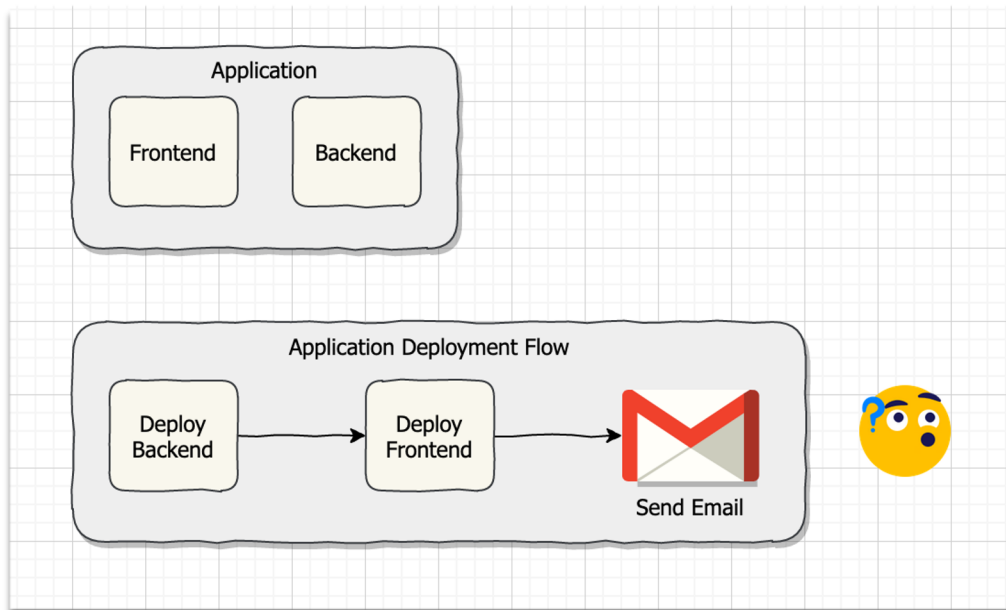 Application
Frontend
Backend
Application Deployment Flow
Deploy
Backend
Deploy
Frontend
Send Email
?